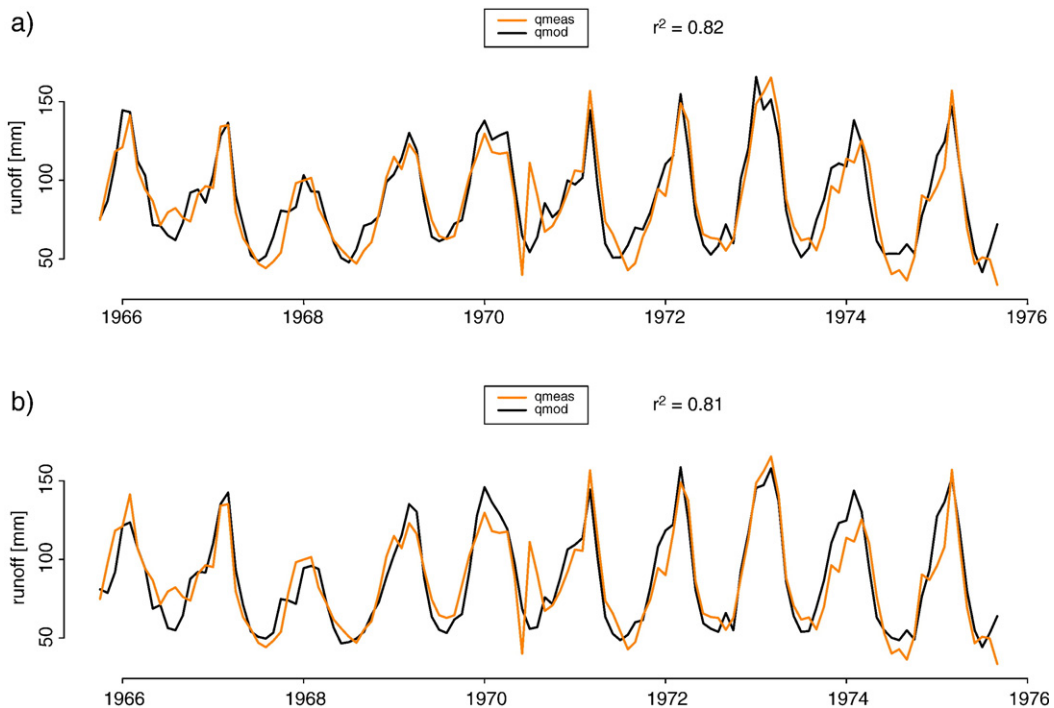 a)
qmeas
qmod
r² = 0.82
runoff [mm]
150
100
50
1966 1968 1970 1972 1974 1976
b)
qmeas
qmod
r² = 0.81
runoff [mm]
150
100
50
1966 1968 1970 1972 1974 1976